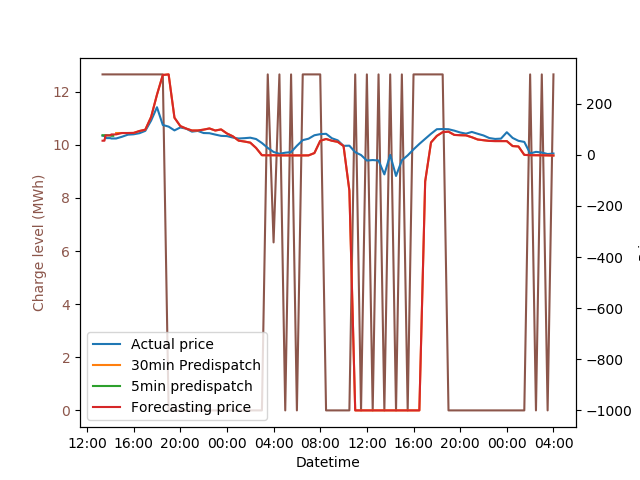 12
10
8
6
4
2
0
Charge level (MWh)
200
0
−200
−400
−600
−800
−1000
Actual price
30min Predispatch
5min predispatch
Forecasting price
12:00 16:00 20:00 00:00 04:00 08:00 12:00 16:00 20:00 00:00 04:00
Datetime